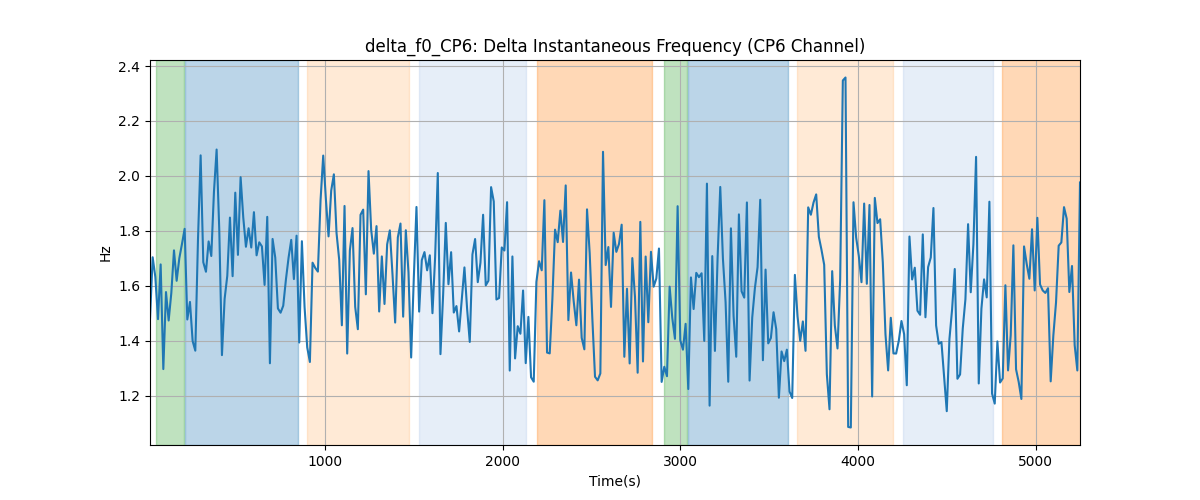 delta_f0_CP6: Delta Instantaneous Frequency (CP6 Channel)
2.4
2.2
2.0
1.8
1.6
1.4
1.2
Hz
1000 2000 3000 4000 5000
Time(s)